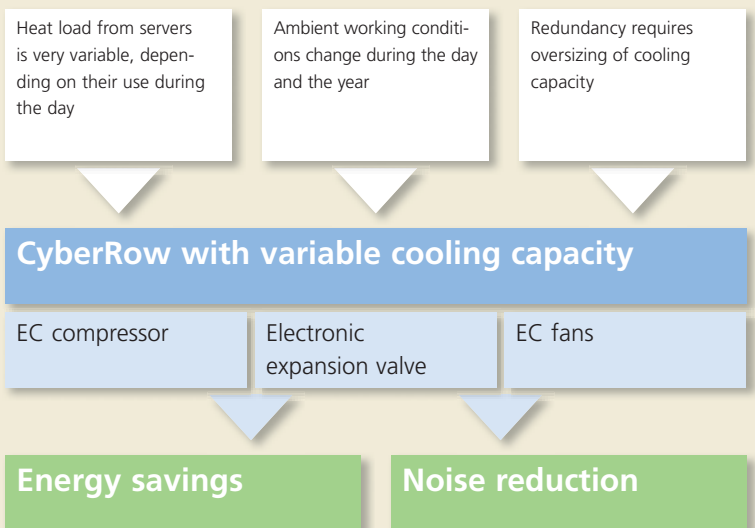 Heat load from servers
is very variable, depen-
ding on their use during
the day
Ambient working conditi-
ons change during the day
and the year
Redundancy requires
oversizing of cooling
capacity
CyberRow with variable cooling capacity
EC compressor
Electronic
expansion valve
EC fans
Energy savings
Noise reduction